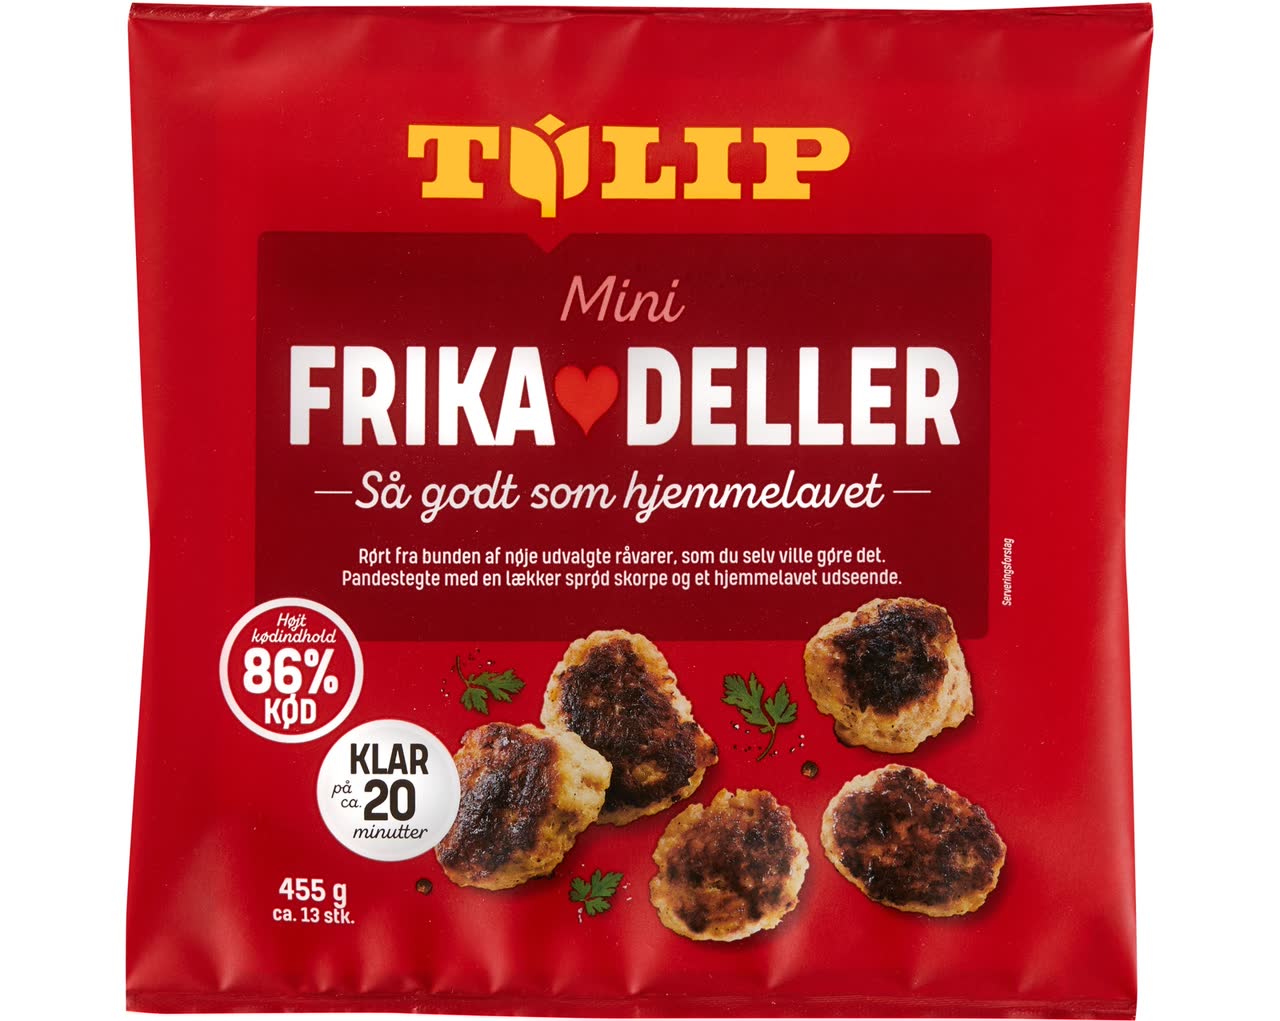 TULIP
Mini
FRIKA♥DELLER
Så godt som hjemmelavet
Rørt fra bunden af nøje udvalgte råvarer, som du selv ville gøre det.
Pandestegte med en lækker sprød skorpe og et hjemmelavet udseende.
Serveringsforslag
Højt
kødindhold
86%
KØD
KLAR
på
ca. 20
minutter
455 g
ca. 13 stk.